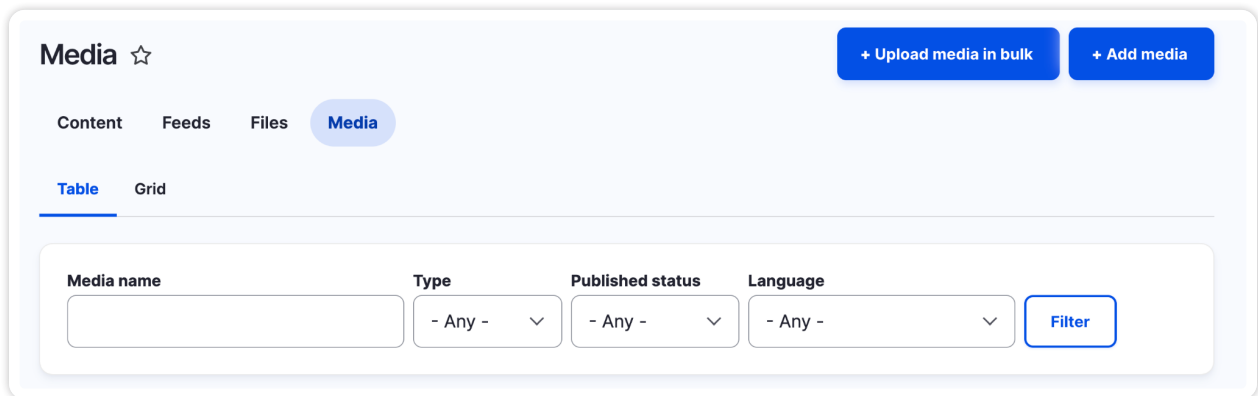 Media
+ Upload media in bulk
+ Add media
Content Feeds Files Media
Table Grid
Media name Type Published status Language
- Any - - Any - - Any - Filter